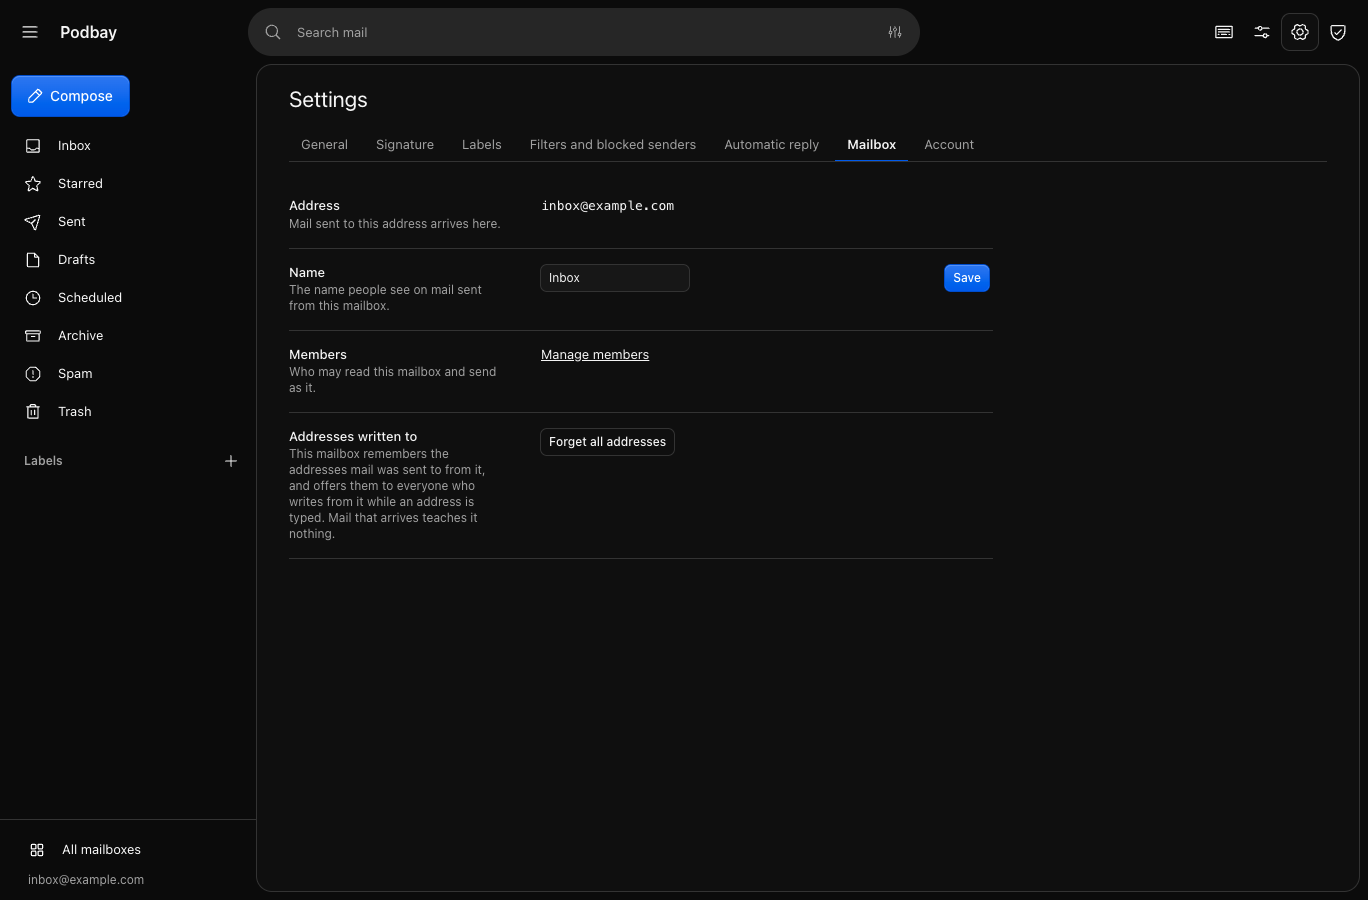 Podbay
Search mail
Compose
Inbox
Starred
Sent
Drafts
Scheduled
Archive
Spam
Trash
Labels
All mailboxes
inbox@example.com
Settings
General
Signature
Labels
Filters and blocked senders
Automatic reply
Mailbox
Account
Address
Mail sent to this address arrives here.
inbox@example.com
Name
The name people see on mail sent
from this mailbox.
Inbox
Save
Members
Who may read this mailbox and send
as it.
Manage members
Addresses written to
This mailbox remembers the
addresses mail was sent to from it,
and offers them to everyone who
writes from it while an address is
typed. Mail that arrives teaches it
nothing.
Forget all addresses